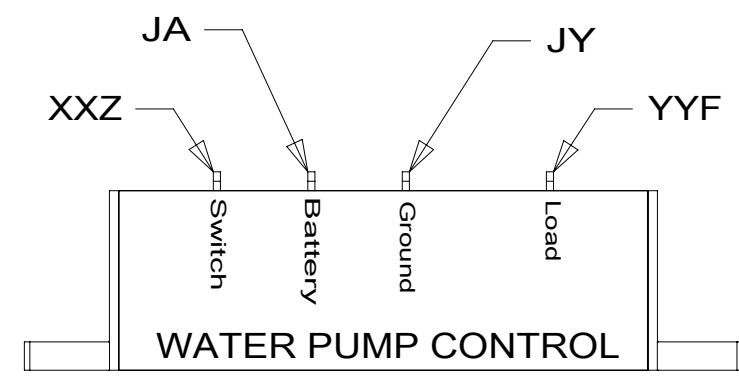 JA
JY
XXZ
YYF
Switch
Battery
Ground
Load
WATER PUMP CONTROL